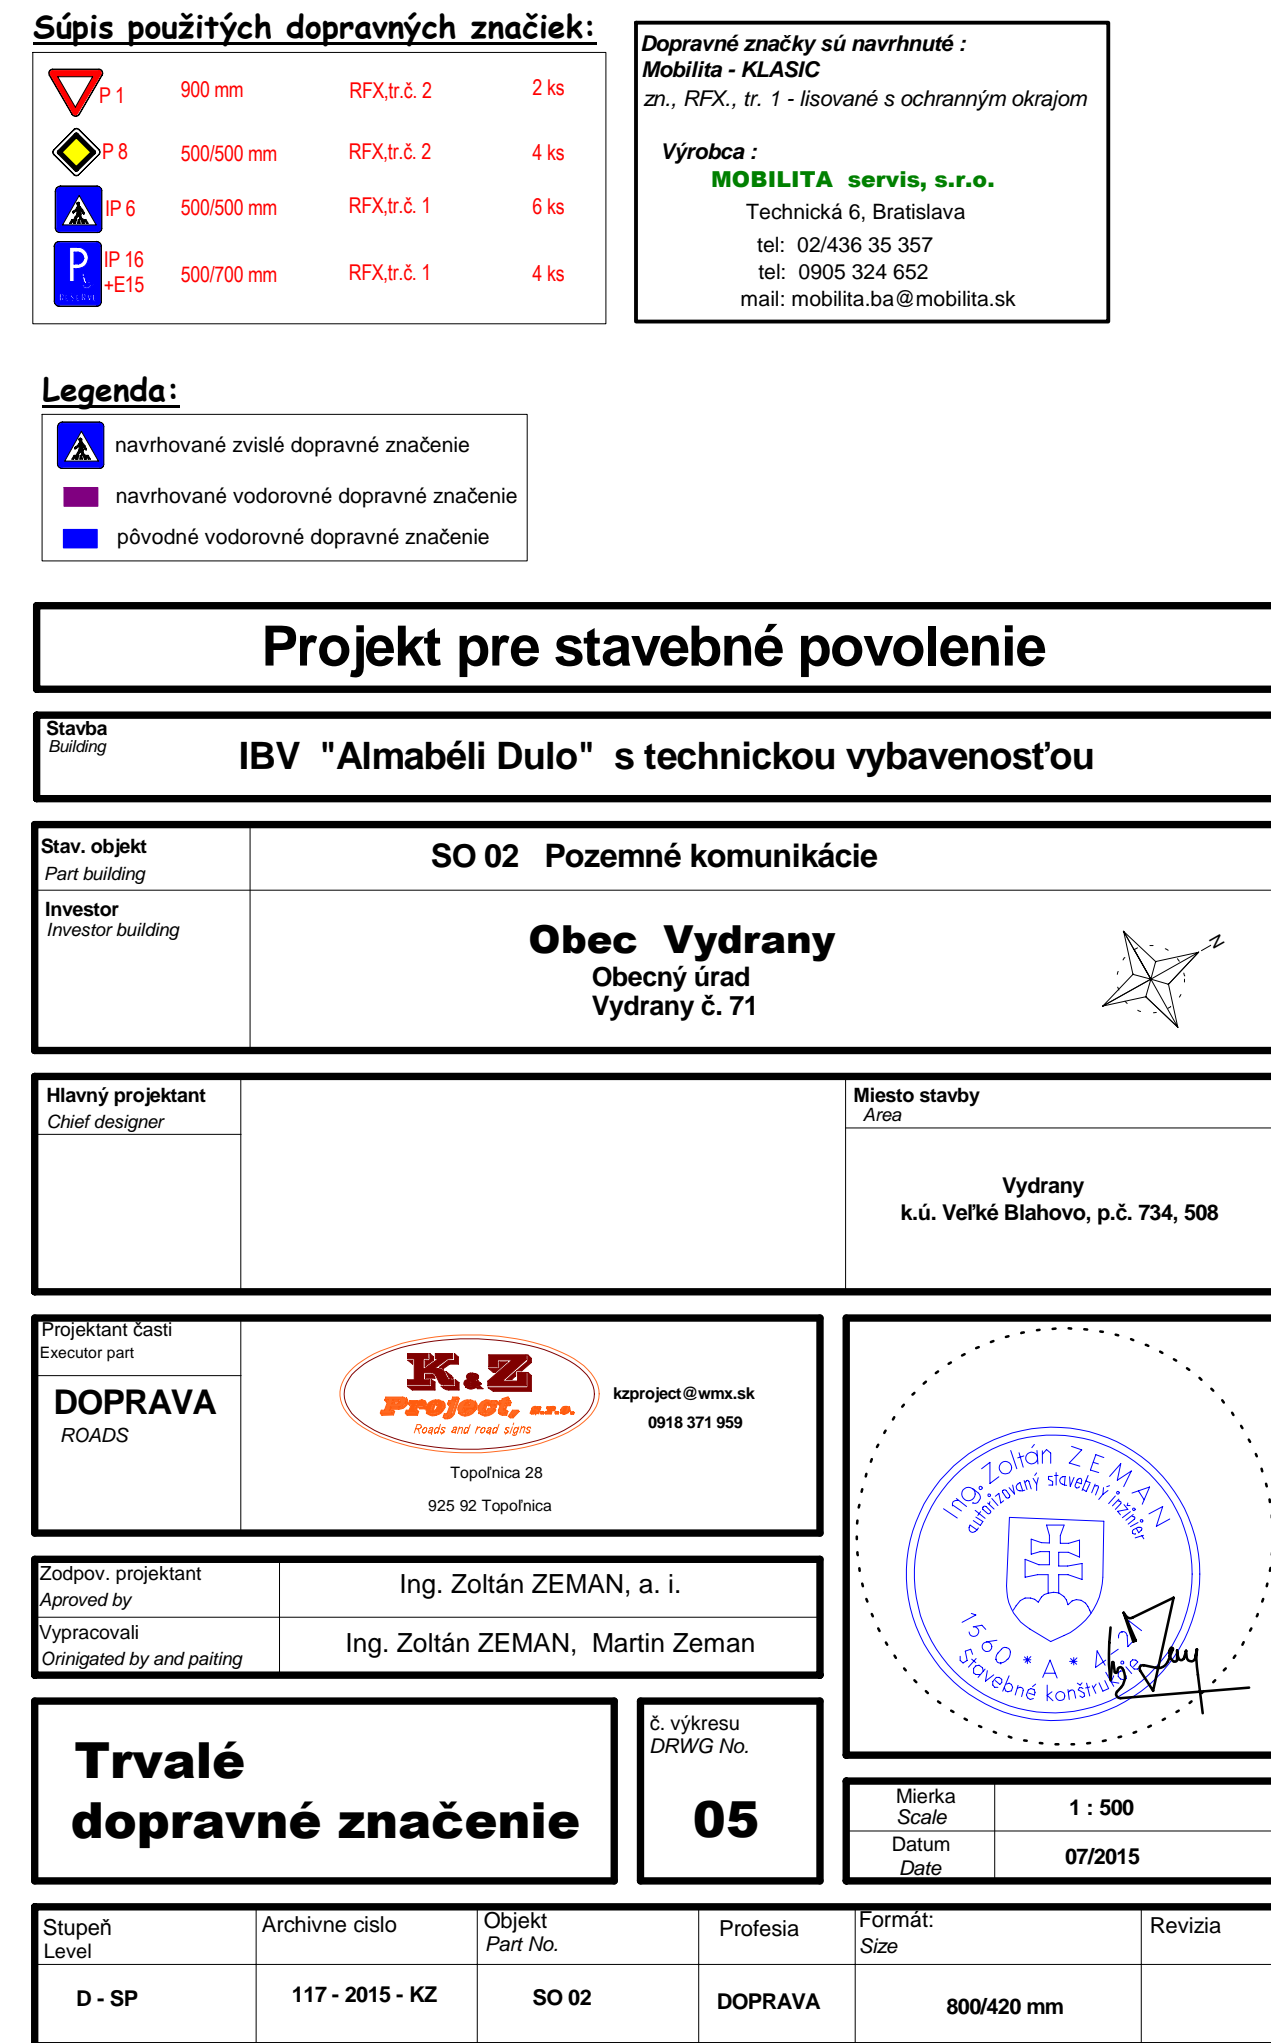 Súpis použitých dopravných značiek:
P 1 900 mm RFX,tr.č. 2 2 ks
P 8 500/500 mm RFX,tr.č. 2 4 ks
IP 6 500/500 mm RFX,tr.č. 1 6 ks
P
RESERVE
IP 16
+E15 500/700 mm RFX,tr.č. 1 4 ks
Dopravné značky sú navrhnuté :
Mobilita - KLASIC
zn., RFX., tr. 1 - lisované s ochranným okrajom
Výrobca :
MOBILITA servis, s.r.o.
Technická 6, Bratislava
tel: 02/436 35 357
tel: 0905 324 652
mail: mobilita.ba@mobilita.sk
Legenda:
navrhované zvislé dopravné značenie
navrhované vodorovné dopravné značenie
pôvodné vodorovné dopravné značenie
Projekt pre stavebné povolenie
Stavba
Building
IBV "Almabéli Dulo" s technickou vybavenosťou
Stav. objekt
Part building
SO 02 Pozemné komunikácie
Investor
Investor building
Obec Vydrany
Obecný úrad
Vydrany č. 71
N
Hlavný projektant
Chief designer
Miesto stavby
Area
Vydrany
k.ú. Veľké Blahovo, p.č. 734, 508
Projektant časti
Executor part
DOPRAVA
ROADS
K&Z
Project, s.r.o.
Roads and road signs
kzproject@wmx.sk
0918 371 959
Topoľnica 28
925 92 Topoľnica
Ing. Zoltán ZEMAN
autorizovaný stavebný inžinier
1560 * A * 4-21
Stavebné konštrukcie
Zodpov. projektant
Aproved by
Ing. Zoltán ZEMAN, a. i.
Vypracovali
Orinigated by and paiting
Ing. Zoltán ZEMAN, Martin Zeman
Trvalé
dopravné značenie
č. výkresu
DRWG No.
05
Mierka
Scale
1 : 500
Datum
Date
07/2015
Stupeň
Level
D - SP
Archivne cislo
117 - 2015 - KZ
Objekt
Part No.
SO 02
Profesia
DOPRAVA
Formát:
Size
800/420 mm
Revizia